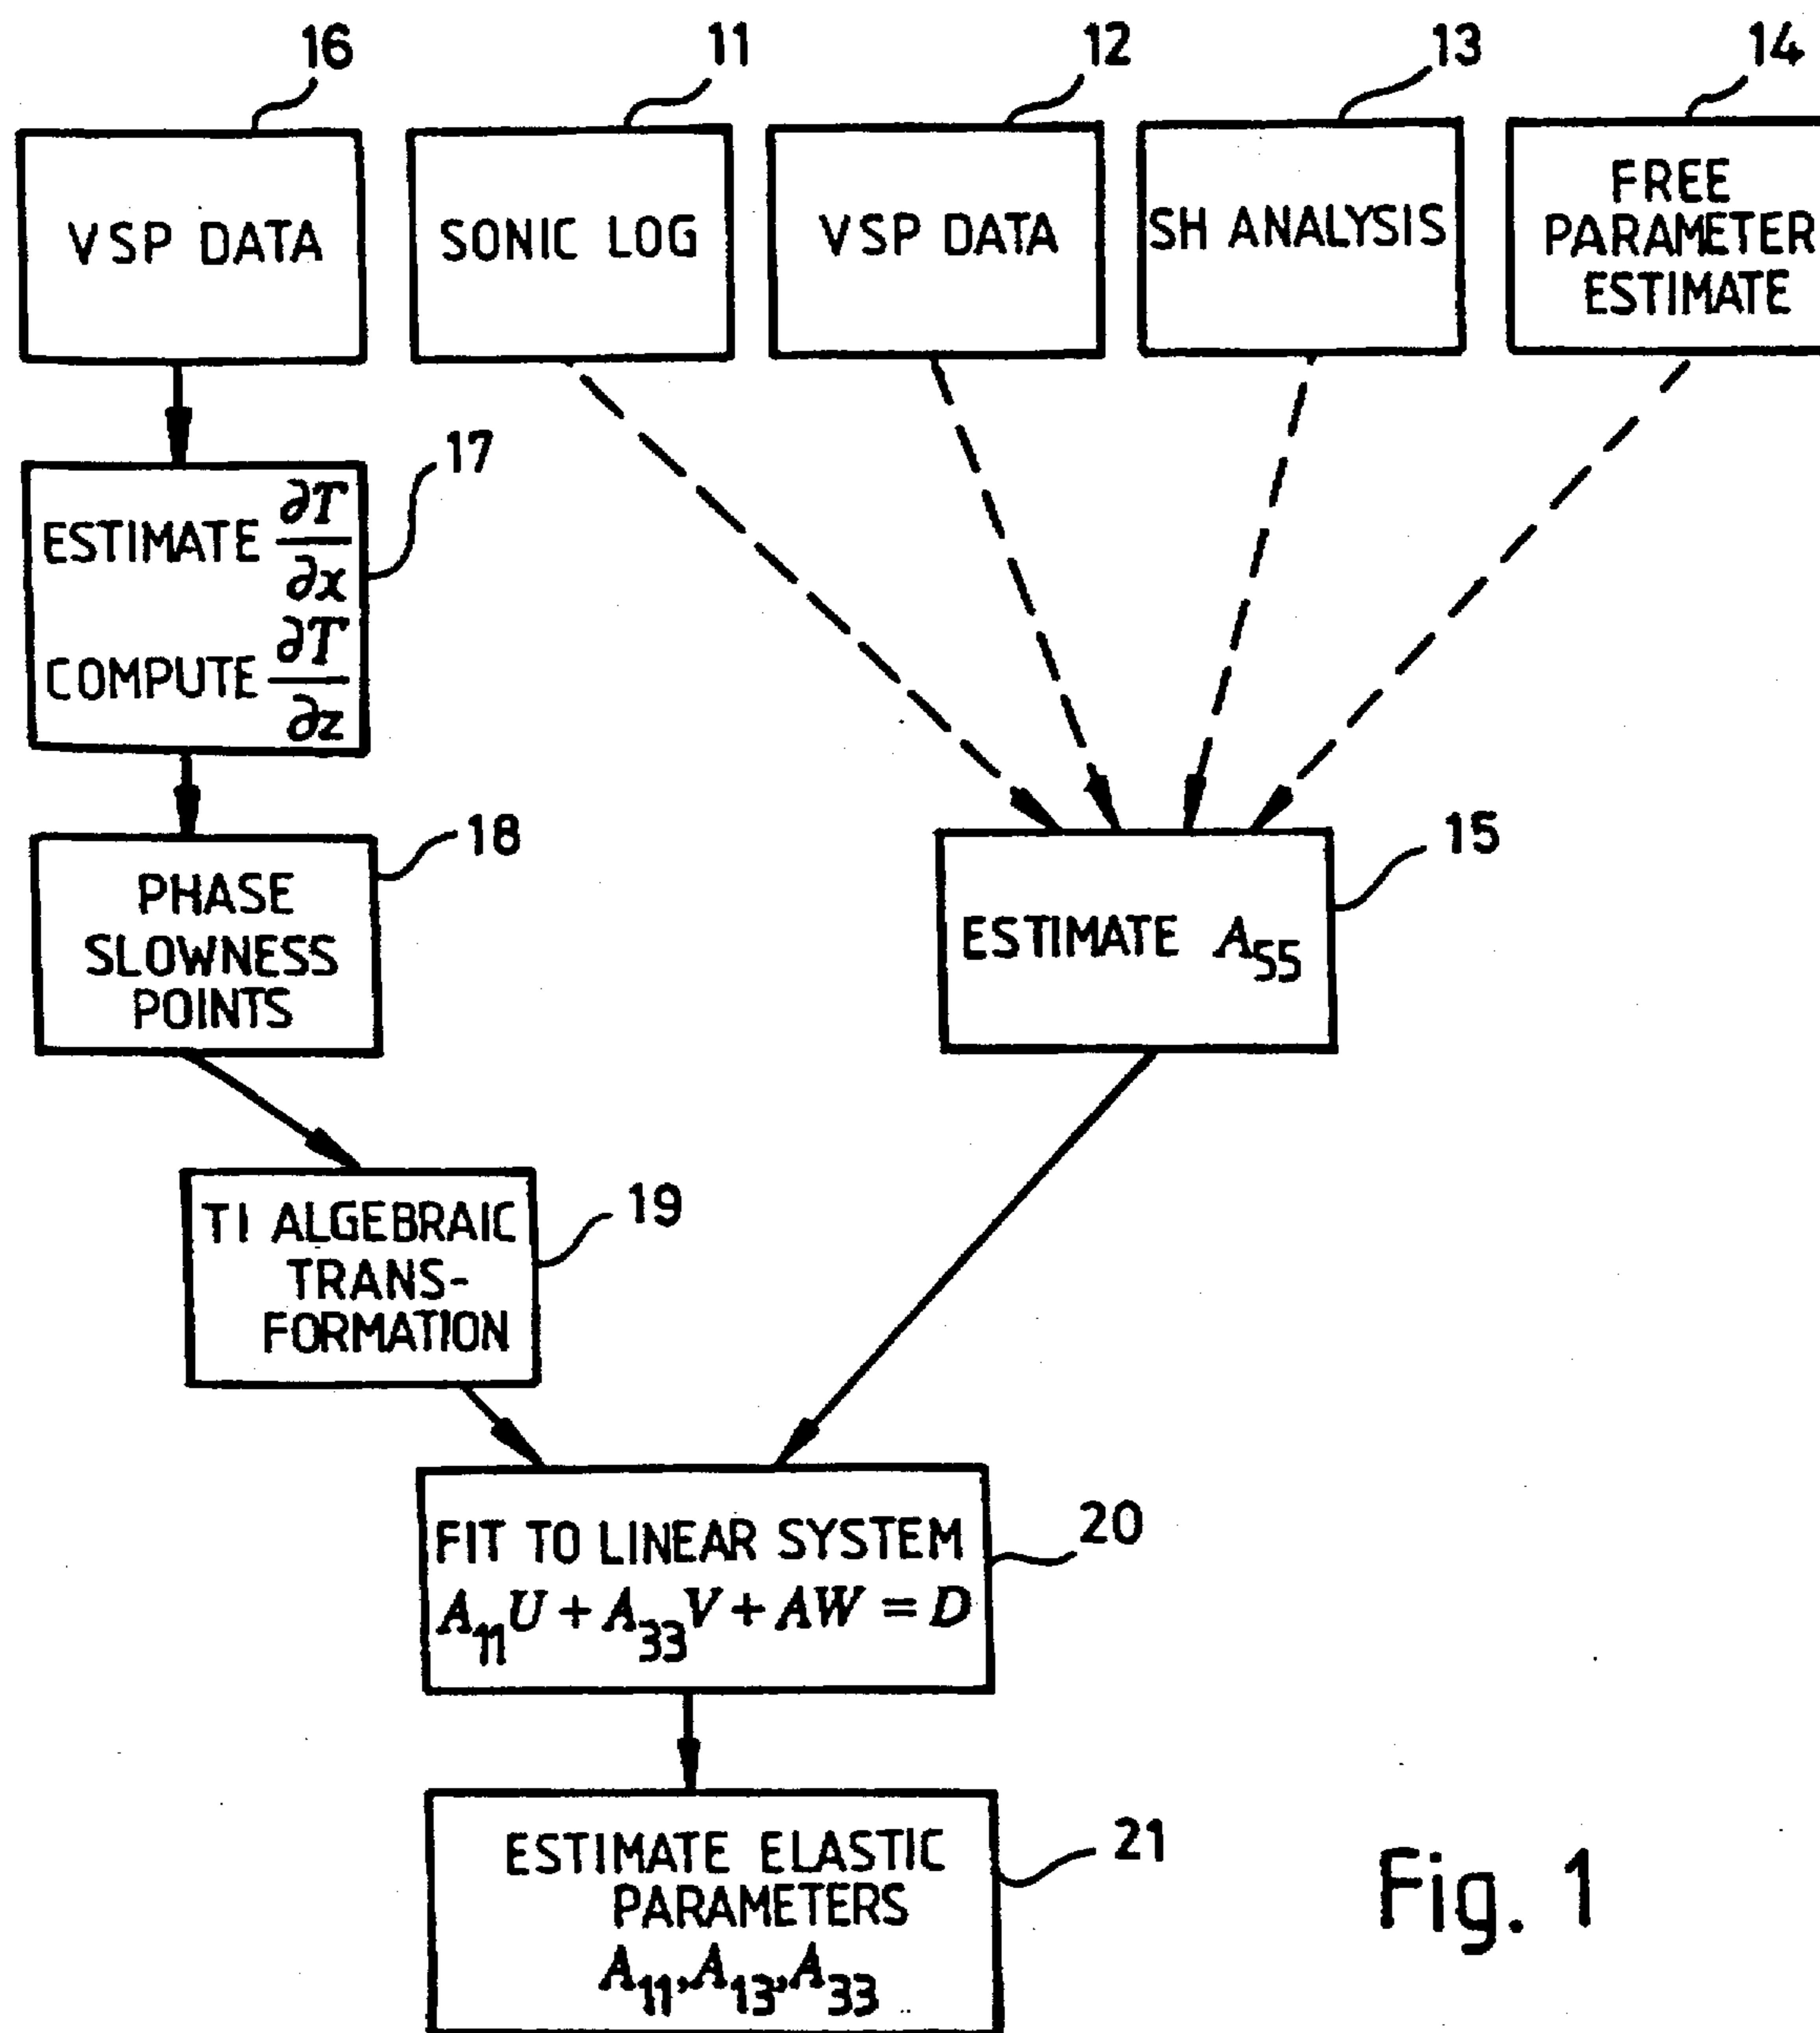 16
11
12
13
14
VSP DATA
SONIC LOG
VSP DATA
SH ANALYSIS
FREE
PARAMETER
ESTIMATE
17
ESTIMATE ∂T/∂x
COMPUTE ∂T/∂z
18
PHASE
SLOWNESS
POINTS
15
ESTIMATE A₅₅
19
TI ALGEBRAIC
TRANS-
FORMATION
20
FIT TO LINEAR SYSTEM
A₁₁U + A₃₃V + AW = D
21
ESTIMATE ELASTIC
PARAMETERS
A₁₁, A₁₃, A₃₃
Fig. 1